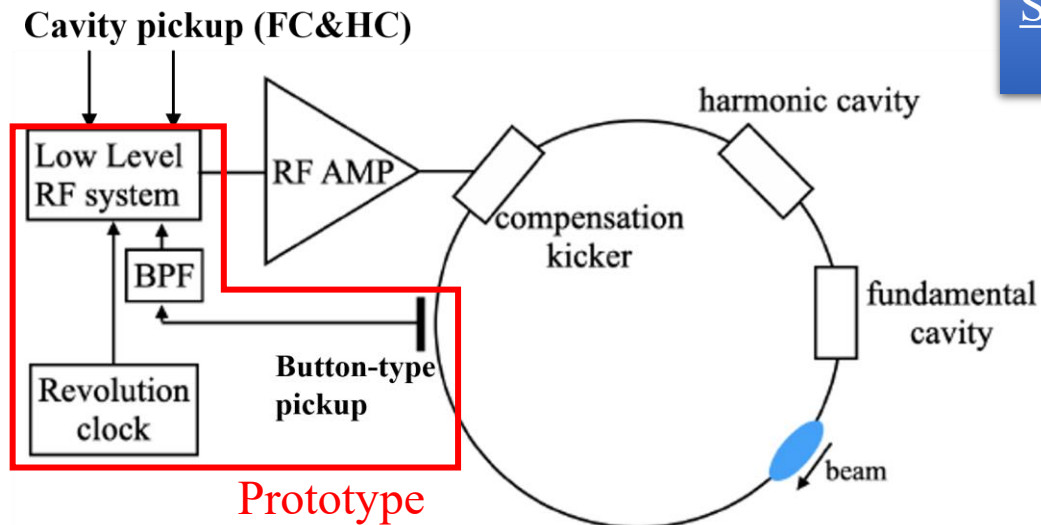 Cavity pickup (FC&HC)
S
harmonic cavity
Low Level
RF system
RF AMP
compensation
kicker
BPF
fundamental
cavity
Button-type
pickup
Revolution
clock
beam
Prototype